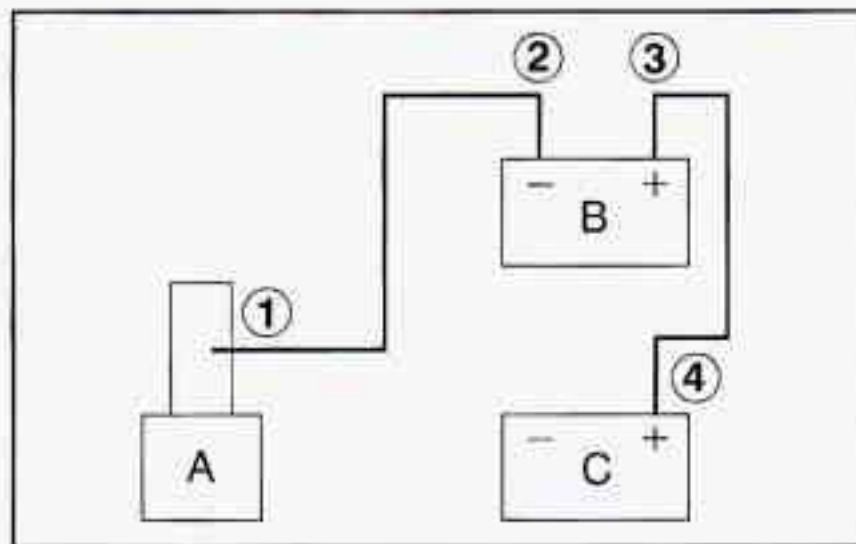 ② ③
− +
B
①
④
− +
A C